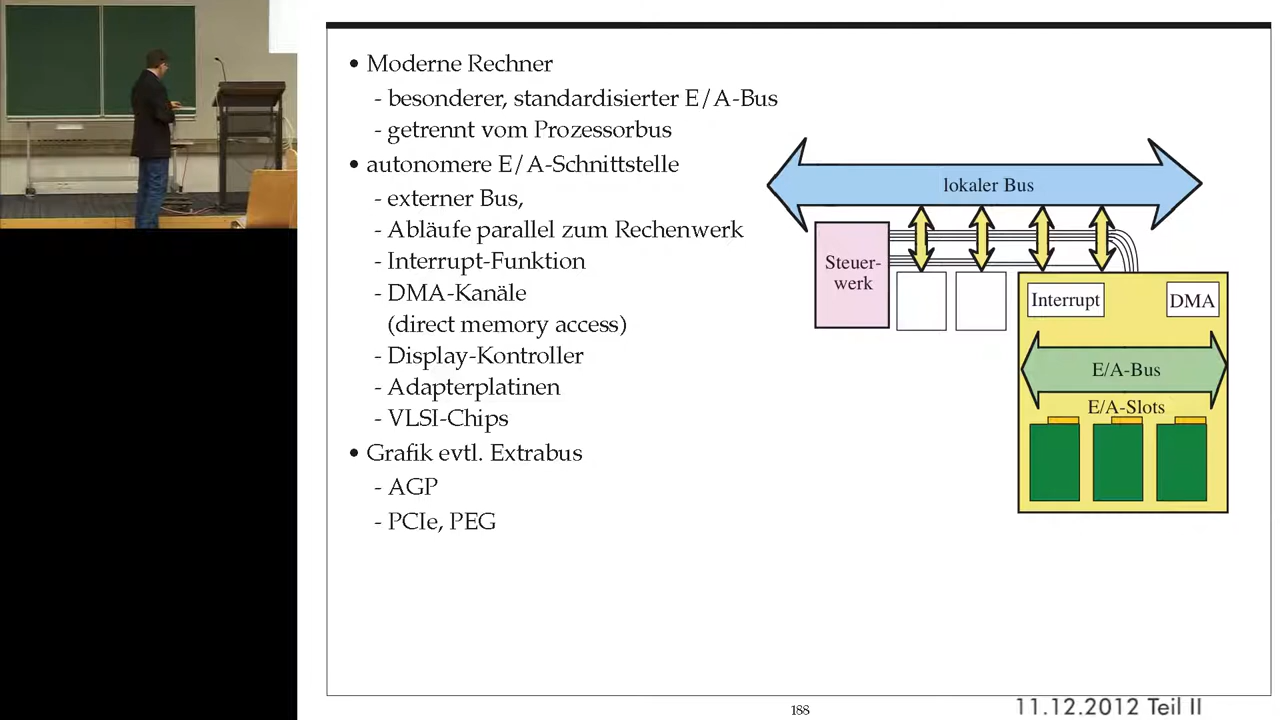 • Moderne Rechner
- besonderer, standardisierter E/A-Bus
- getrennt vom Prozessorbus
• autonomere E/A-Schnittstelle
- externer Bus,
- Abläufe parallel zum Rechenwerk
- Interrupt-Funktion
- DMA-Kanäle
(direct memory access)
- Display-Kontroller
- Adapterplatinen
- VLSI-Chips
• Grafik evtl. Extrabus
- AGP
- PCIe, PEG
lokaler Bus
Steuer-
werk
Interrupt
DMA
E/A-Bus
E/A-Slots
188
11.12.2012 Teil II